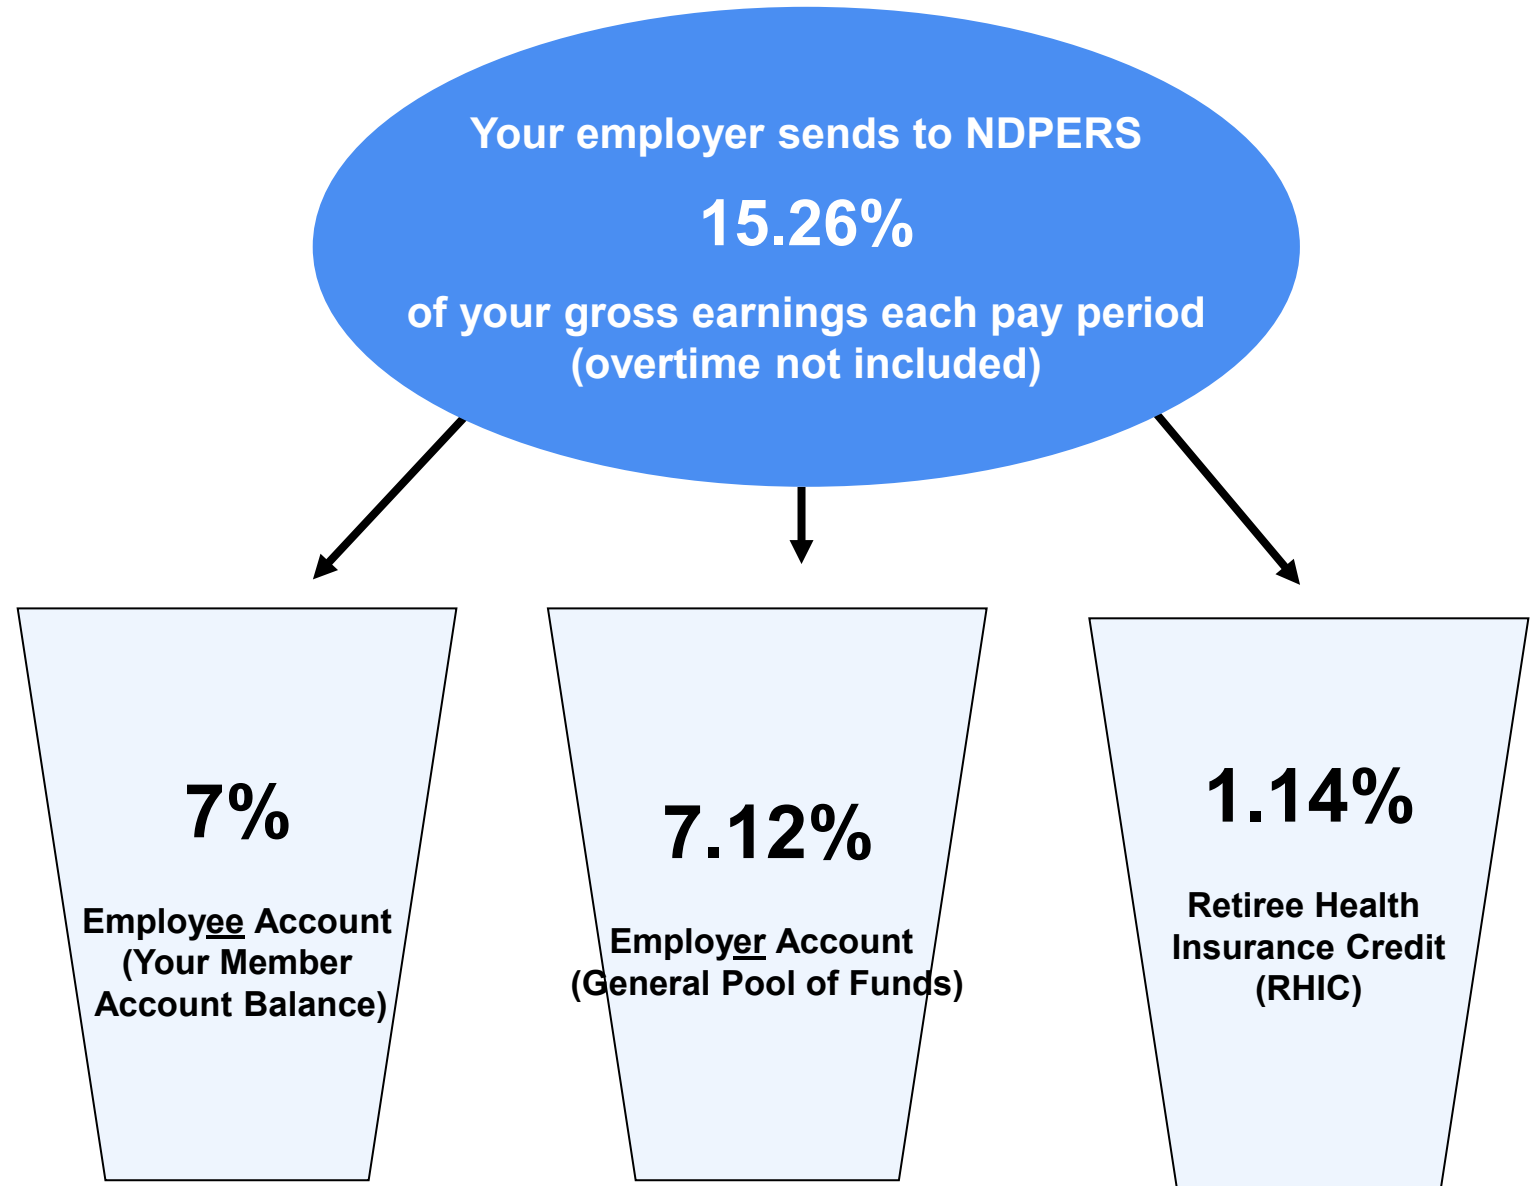 Your employer sends to NDPERS
15.26%
of your gross earnings each pay period
(overtime not included)
7%
Employee Account
(Your Member
Account Balance)
7.12%
Employer Account
(General Pool of Funds)
1.14%
Retiree Health
Insurance Credit
(RHIC)